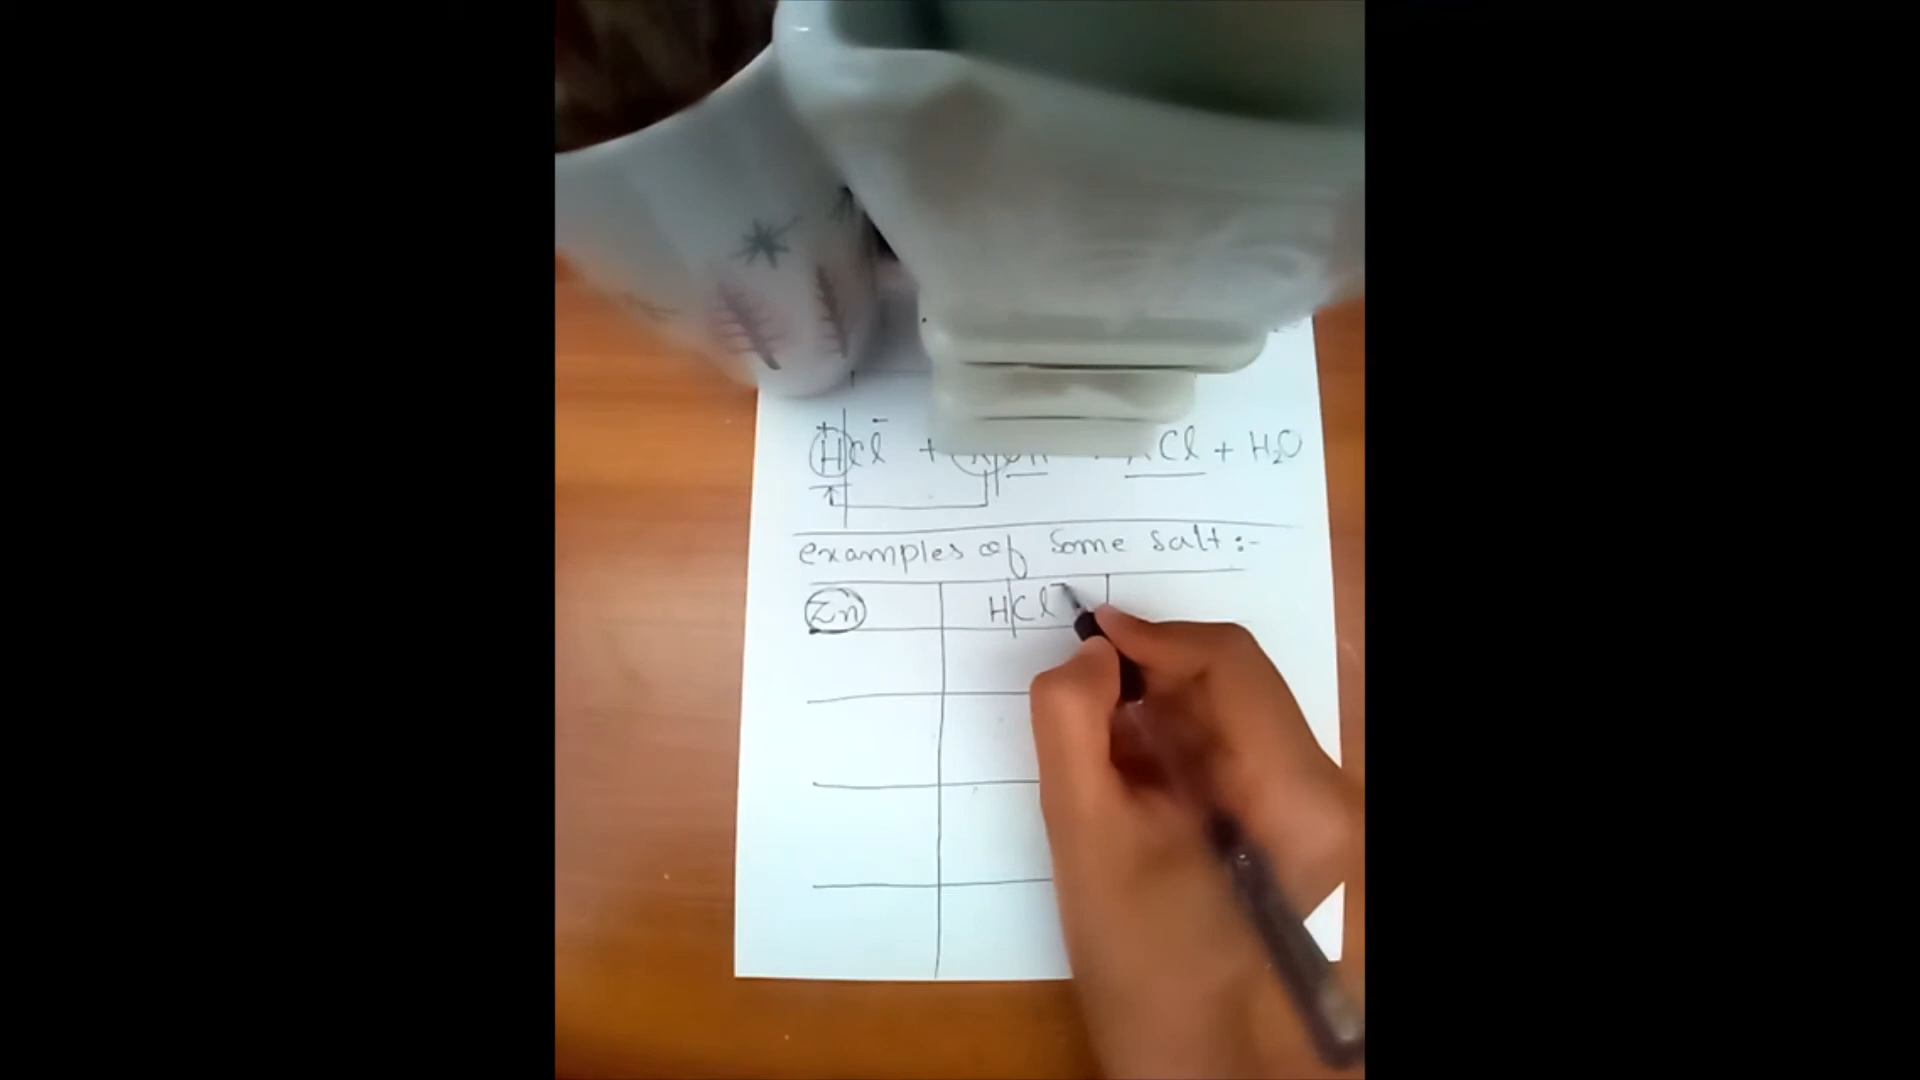 HCl⁻ + Cl + H₂O
examples of Some Salt :-
Zn HCl⁻